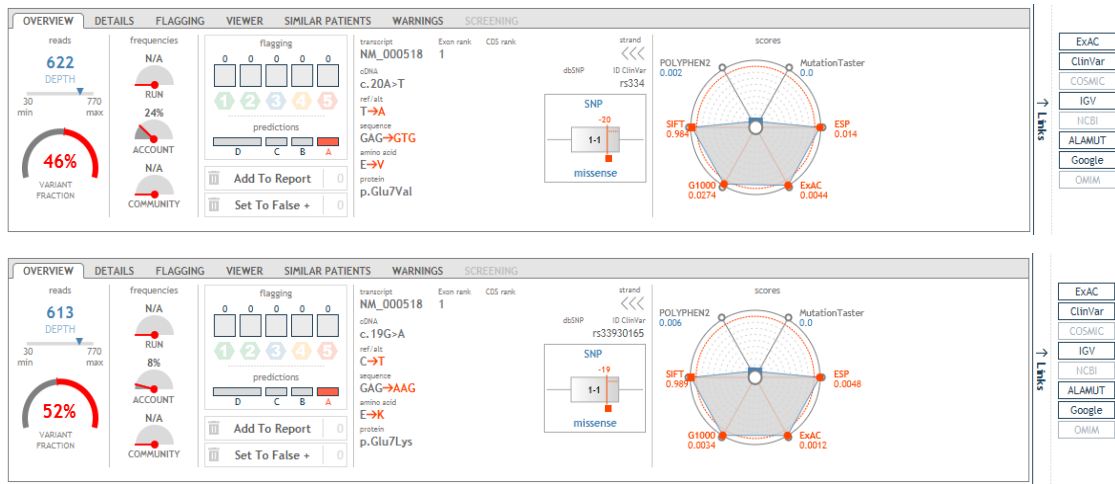 OVERVIEW DETAILS FLAGGING VIEWER SIMILAR PATIENTS WARNINGS SCREENING
reads
622
DEPTH
30 770
min max
46%
VARIANT
FRACTION
frequencies
N/A
RUN
24%
ACCOUNT
N/A
COMMUNITY
flagging
0 0 0 0 0
1 2 3 4 5
predictions
D C B A
Add To Report 0
Set To False + 0
transcript Exon rank CDS rank strand
NM_000518 1 <<<
cDNA dbSNP ID ClinVar
c.20A>T rs334
ref/alt
T→A
sequence
GAG→GTG
amino acid
E→V
protein
p.Glu7Val
SNP
-20
1-1
missense
scores
POLYPHEN2
0.002
MutationTaster
0.0
SIFT
0.984
ESP
0.014
G1000
0.0274
ExAC
0.0044
→ Links
ExAC
ClinVar
COSMIC
IGV
NCBI
ALAMUT
Google
OMIM
OVERVIEW DETAILS FLAGGING VIEWER SIMILAR PATIENTS WARNINGS SCREENING
reads
613
DEPTH
30 770
min max
52%
VARIANT
FRACTION
frequencies
N/A
RUN
8%
ACCOUNT
N/A
COMMUNITY
flagging
0 0 0 0 0
1 2 3 4 5
predictions
D C B A
Add To Report 0
Set To False + 0
transcript Exon rank CDS rank strand
NM_000518 1 <<<
cDNA dbSNP ID ClinVar
c.19G>A rs33930165
ref/alt
C→T
sequence
GAG→AAG
amino acid
E→K
protein
p.Glu7Lys
SNP
-19
1-1
missense
scores
POLYPHEN2
0.006
MutationTaster
0.0
SIFT
0.989
ESP
0.0048
G1000
0.0034
ExAC
0.0012
→ Links
ExAC
ClinVar
COSMIC
IGV
NCBI
ALAMUT
Google
OMIM